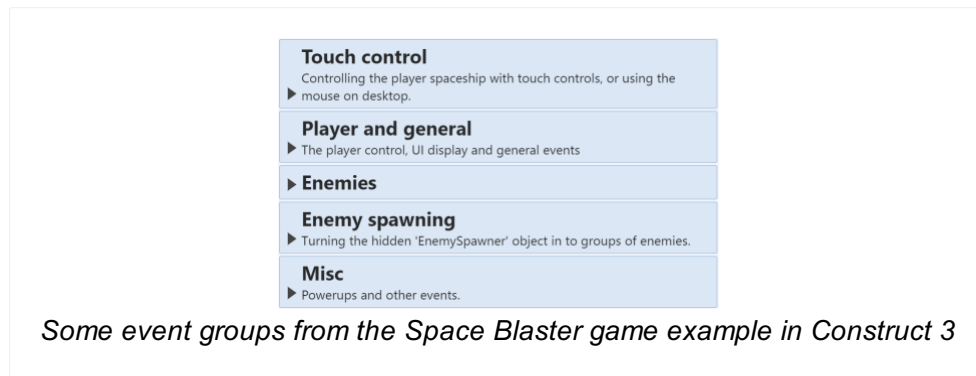 Touch control
Controlling the player spaceship with touch controls, or using the
mouse on desktop.
Player and general
The player control, UI display and general events
Enemies
Enemy spawning
Turning the hidden 'EnemySpawner' object in to groups of enemies.
Misc
Powerups and other events.
Some event groups from the Space Blaster game example in Construct 3